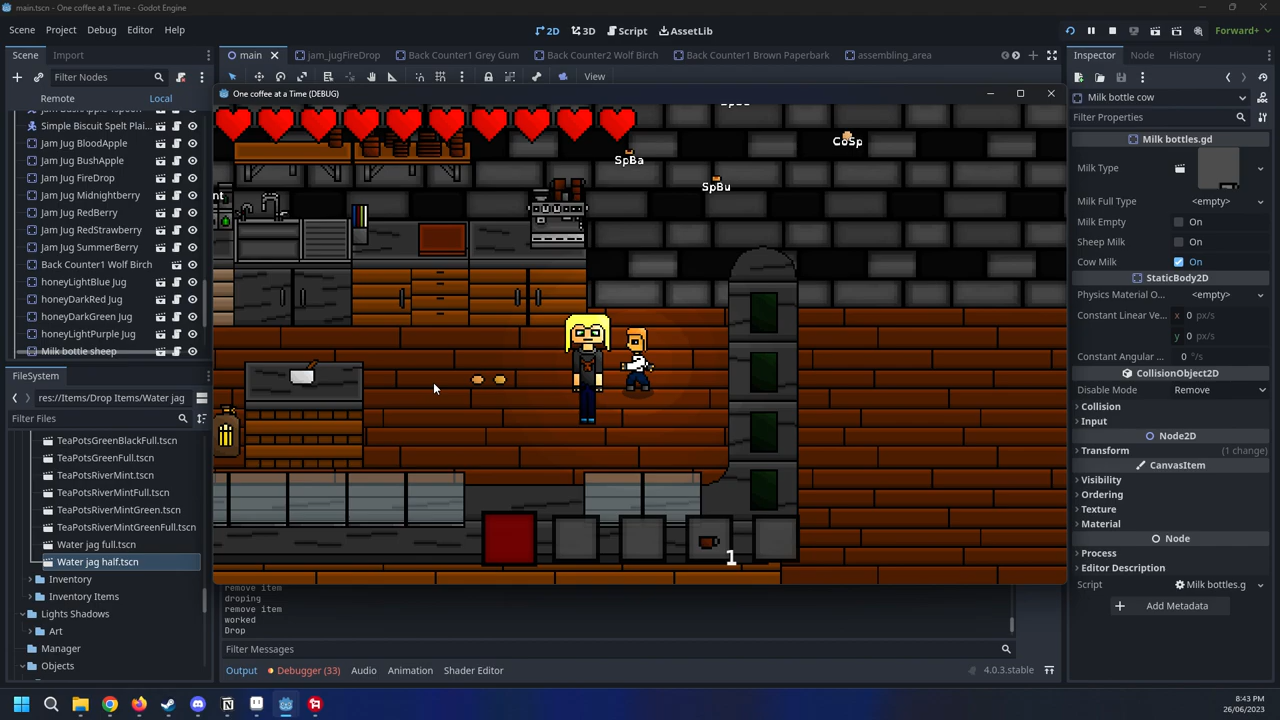 main.tscn - One coffee at a Time - Godot Engine
Scene Project Debug Editor Help
2D 3D Script AssetLib
Forward+
Scene Import
main jam_jugFireDrop Back Counter1 Grey Gum Back Counter2 Wolf Birch Back Counter1 Brown Paperbark assembling_area
Inspector Node History
Filter Nodes
View
Remote Local
One coffee at a Time (DEBUG)
Milk bottle cow
Filter Properties
Simple Biscuit Spelt Plai...
Jam Jug BloodApple
Jam Jug BushApple
Jam Jug FireDrop
Jam Jug Midnightberry
Jam Jug RedBerry
Jam Jug RedStrawberry
Jam Jug SummerBerry
Back Counter1 Wolf Birch
honeyLightBlue Jug
honeyDarkRed Jug
honeyDarkGreen Jug
honeyLightPurple Jug
Milk bottle sheep
SpBa
SpBu
CoSp
nt
1
Milk bottles.gd
Milk Type
Milk Full Type <empty>
Milk Empty On
Sheep Milk On
Cow Milk On
StaticBody2D
Physics Material O... <empty>
Constant Linear Ve... x 0 px/s
y 0 px/s
Constant Angular ... 0 °/s
CollisionObject2D
Disable Mode Remove
Collision
Input
Node2D
Transform (1 change)
CanvasItem
Visibility
Ordering
Texture
Material
Node
Process
Editor Description
Script Milk bottles.g
Add Metadata
FileSystem
res://Items/Drop Items/Water jag
Filter Files
TeaPotsGreenBlackFull.tscn
TeaPotsGreenFull.tscn
TeaPotsRiverMint.tscn
TeaPotsRiverMintFull.tscn
TeaPotsRiverMintGreen.tscn
TeaPotsRiverMintGreenFull.tscn
Water jag full.tscn
Water jag half.tscn
Inventory
Inventory Items
Lights Shadows
Art
Manager
Objects
remove item
droping
remove item
worked
Drop
Filter Messages
Output Debugger (33) Audio Animation Shader Editor
4.0.3.stable
8:43 PM
26/06/2023